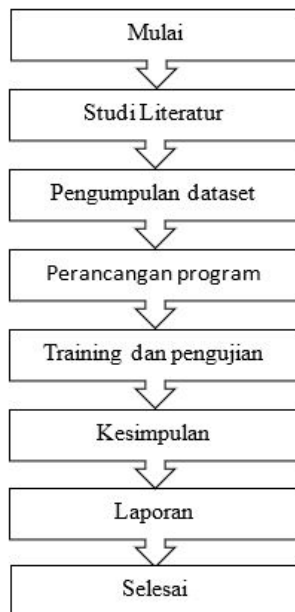 Mulai
Studi Literatur
Pengumpulan dataset
Perancangan program
Training dan pengujian
Kesimpulan
Laporan
Selesai